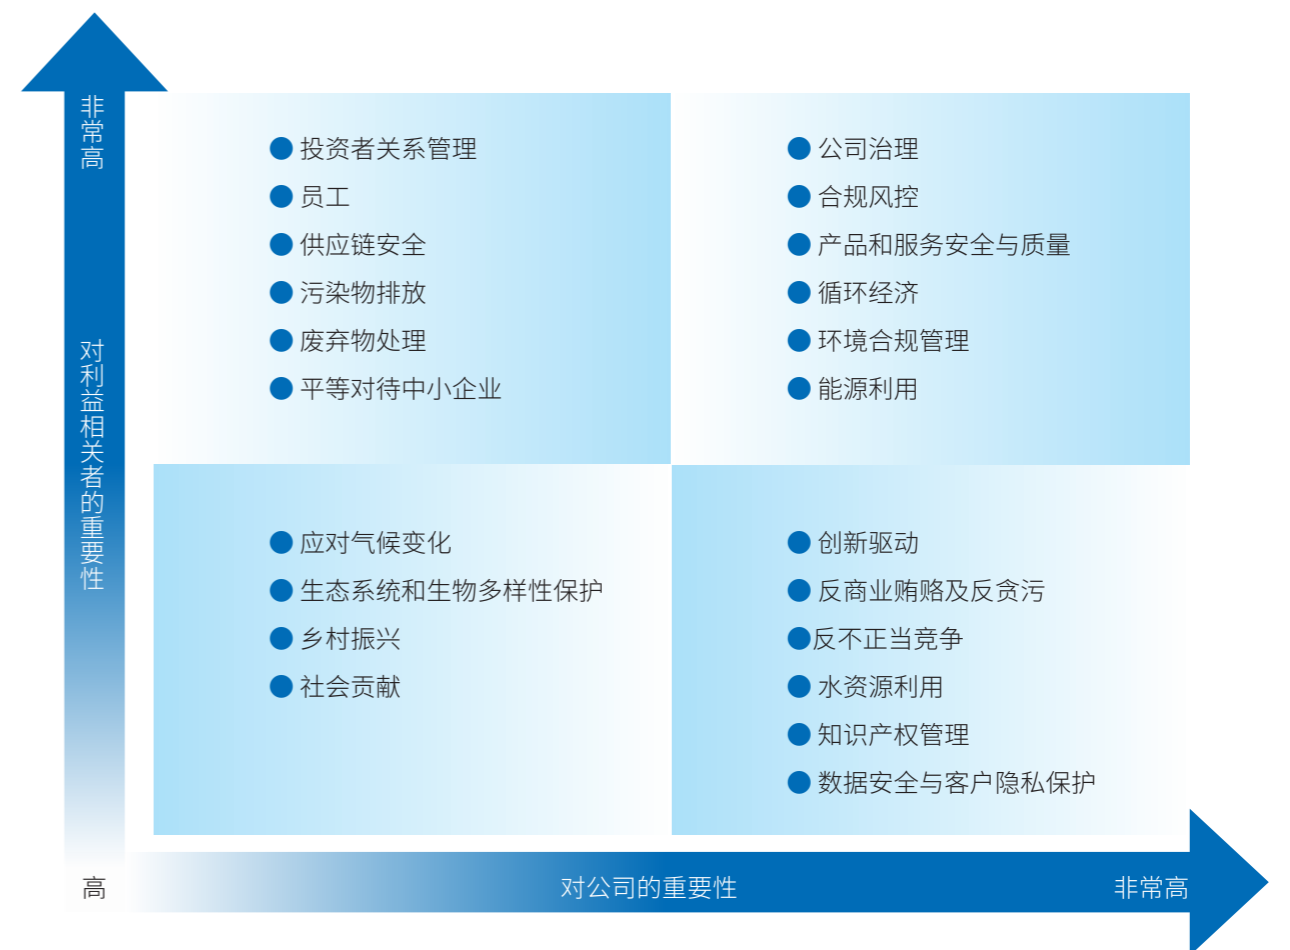 非常高
对利益相关者的重要性
● 投资者关系管理
● 员工
● 供应链安全
● 污染物排放
● 废弃物处理
● 平等对待中小企业
● 公司治理
● 合规风控
● 产品和服务安全与质量
● 循环经济
● 环境合规管理
● 能源利用
● 应对气候变化
● 生态系统和生物多样性保护
● 乡村振兴
● 社会贡献
● 创新驱动
● 反商业贿赂及反贪污
●反不正当竞争
● 水资源利用
● 知识产权管理
● 数据安全与客户隐私保护
高
对公司的重要性
非常高